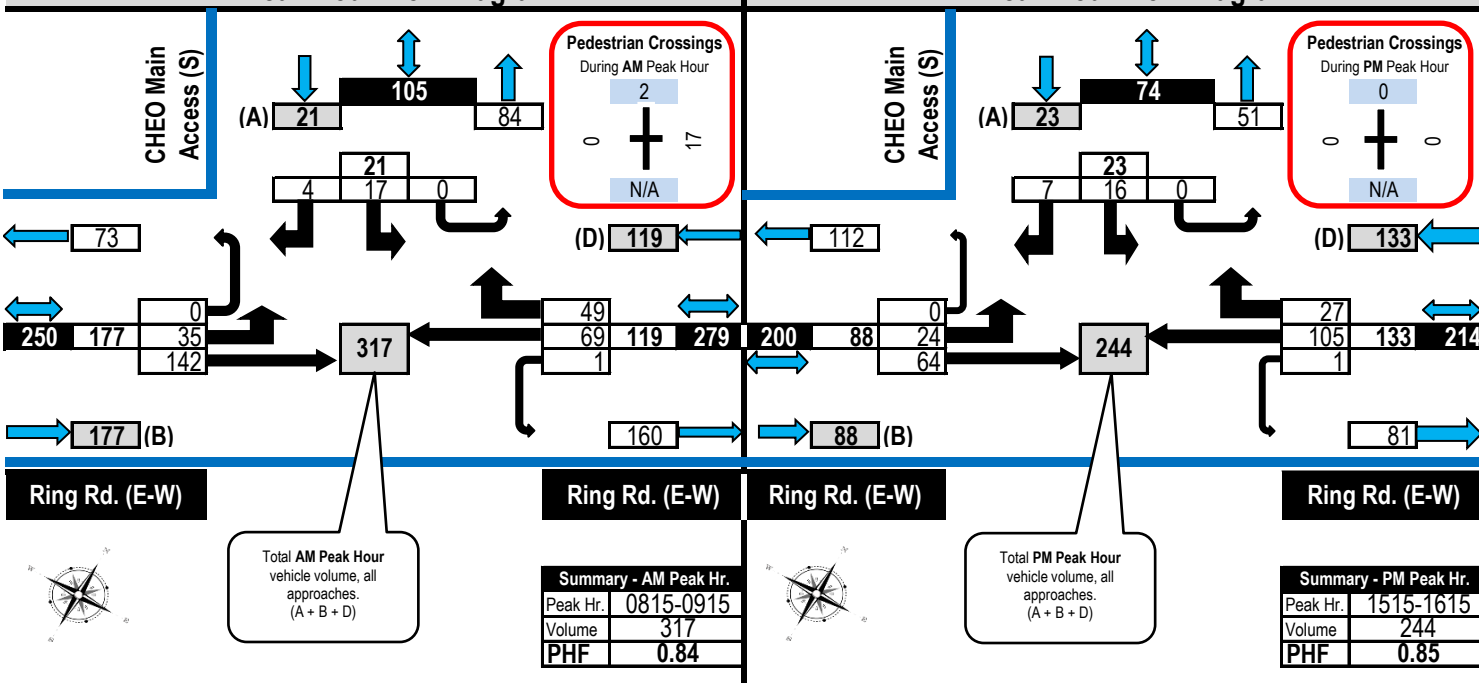 CHEO Main
Access (S)
Pedestrian Crossings
During AM Peak Hour
2
0
17
N/A
105
(A) 21
84
21
4 17 0
73
(D) 119
0
250 177 35
142
317
49
69 119 279
1
177 (B)
160
Ring Rd. (E-W)
Ring Rd. (E-W)
Total AM Peak Hour
vehicle volume, all
approaches.
(A + B + D)
Summary - AM Peak Hr.
Peak Hr. 0815-0915
Volume 317
PHF 0.84
CHEO Main
Access (S)
Pedestrian Crossings
During PM Peak Hour
0
0
0
N/A
74
(A) 23
51
23
7 16 0
112
(D) 133
0
200 88 24
64
244
27
105 133 214
1
88 (B)
81
Ring Rd. (E-W)
Ring Rd. (E-W)
Total PM Peak Hour
vehicle volume, all
approaches.
(A + B + D)
Summary - PM Peak Hr.
Peak Hr. 1515-1615
Volume 244
PHF 0.85